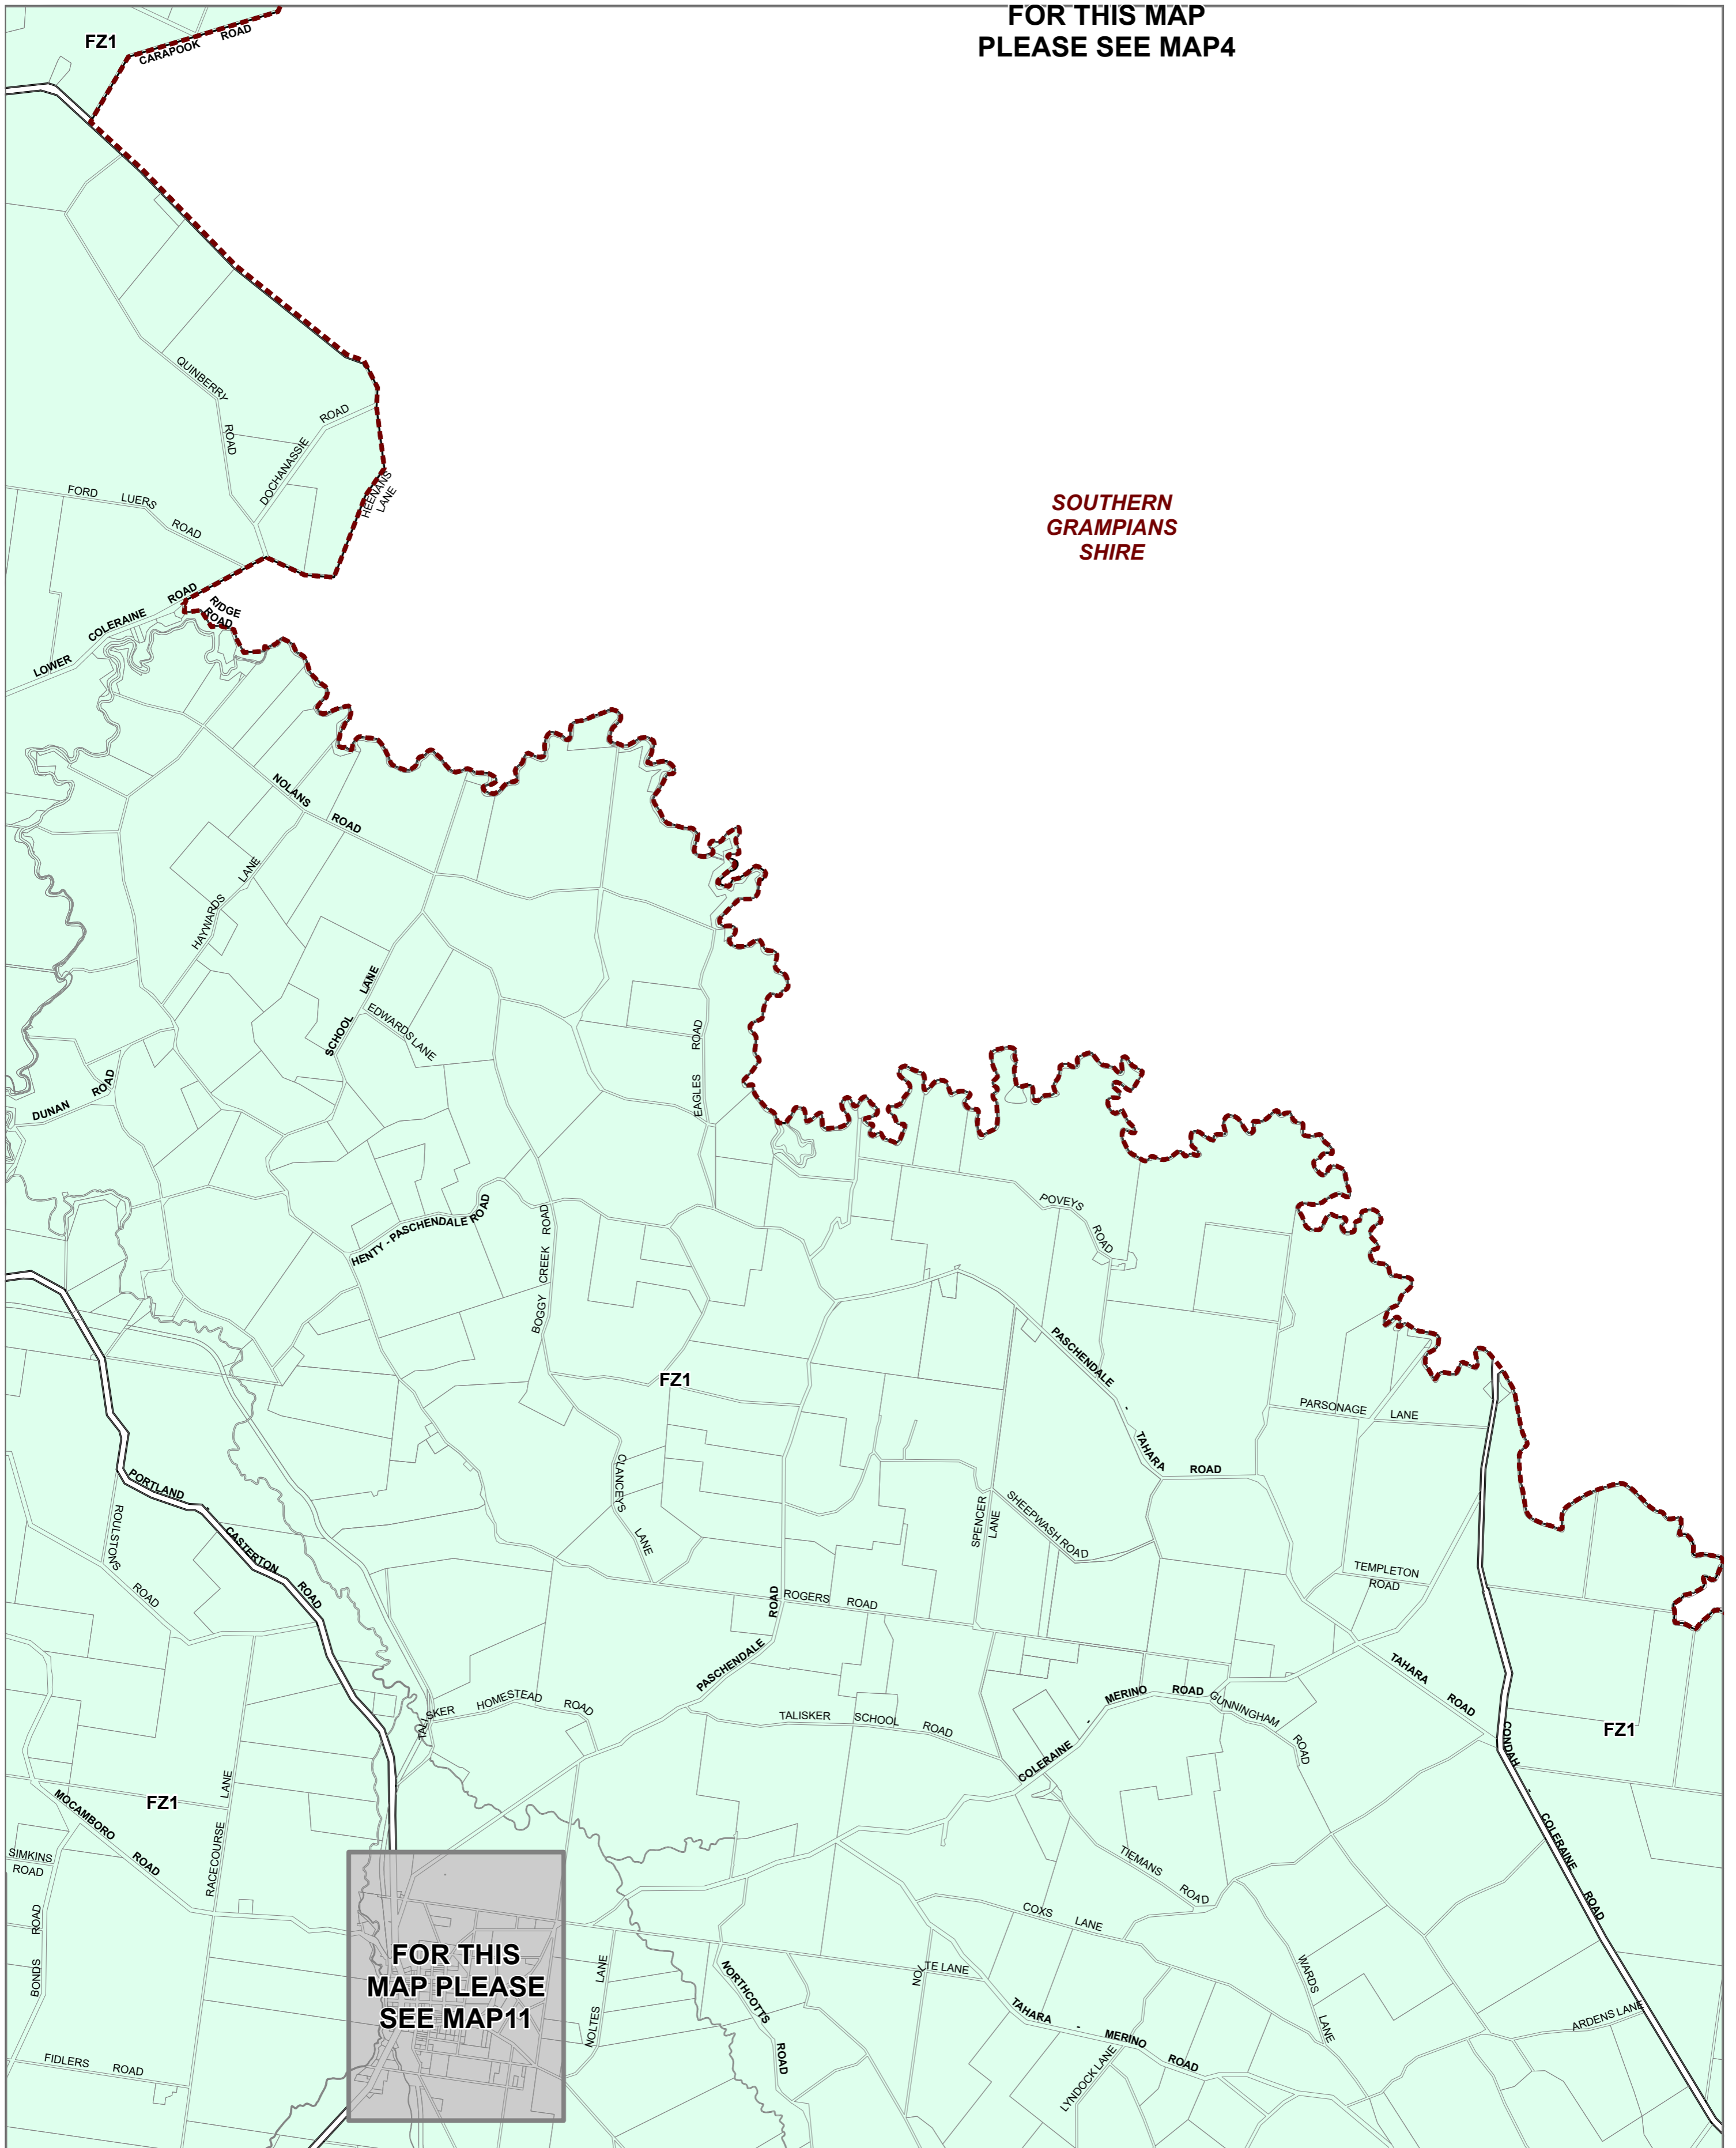 FOR THIS MAP
PLEASE SEE MAP4
FZ1
CARAPOOK ROAD
SOUTHERN
GRAMPIANS
SHIRE
QUINBERRY ROAD
DOCHANASSIE ROAD
HEENANS
LANE
FORD LUERS ROAD
LOWER COLERAINE ROAD
RIDGE
ROAD
NOLANS ROAD
HAYWARDS LANE
SCHOOL LANE
EDWARDS LANE
EAGLES ROAD
DUNAN ROAD
HENTY - PASCHENDALE ROAD
BOGGY CREEK ROAD
POVEYS ROAD
PASCHENDALE - TAHARA ROAD
FZ1
PARSONAGE LANE
CLANCEYS LANE
PORTLAND - CASTERTON ROAD
ROULSTONS ROAD
SPENCER
LANE
SHEEPWASH ROAD
TEMPLETON
ROAD
ROGERS ROAD
PASCHENDALE ROAD
TALISKER HOMESTEAD ROAD
TALISKER SCHOOL ROAD
COLERAINE - MERINO ROAD
GUNNINGHAM ROAD
TAHARA ROAD
FZ1
CONDAH - COLERAINE ROAD
FZ1
MOCAMBORO ROAD
RACECOURSE LANE
SIMKINS
ROAD
BONDS ROAD
TIEMANS ROAD
COXS LANE
WARDS LANE
FOR THIS
MAP PLEASE
SEE MAP11
NOLTES LANE
NORTHCOTTS ROAD
NOLTE LANE
TAHARA - MERINO ROAD
LYNDOCK LANE
ARDENS LANE
FIDLERS ROAD